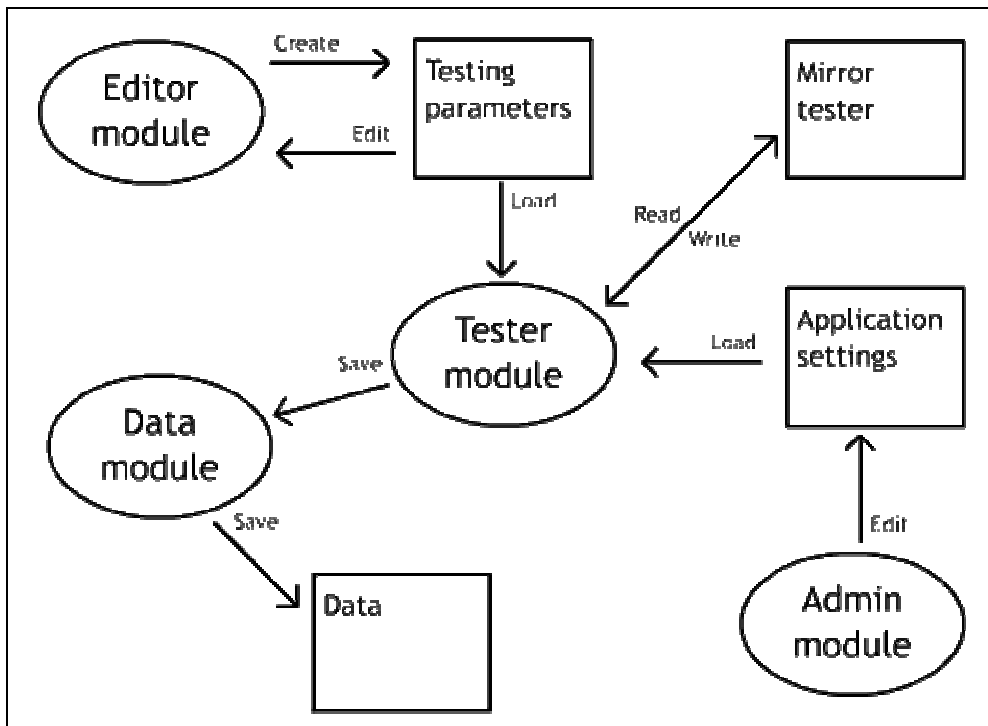 Create
Editor
module
Testing
parameters
Mirror
tester
Edit
Load
Read
Write
Tester
module
Application
settings
Load
Save
Data
module
Save
Edit
Data
Admin
module